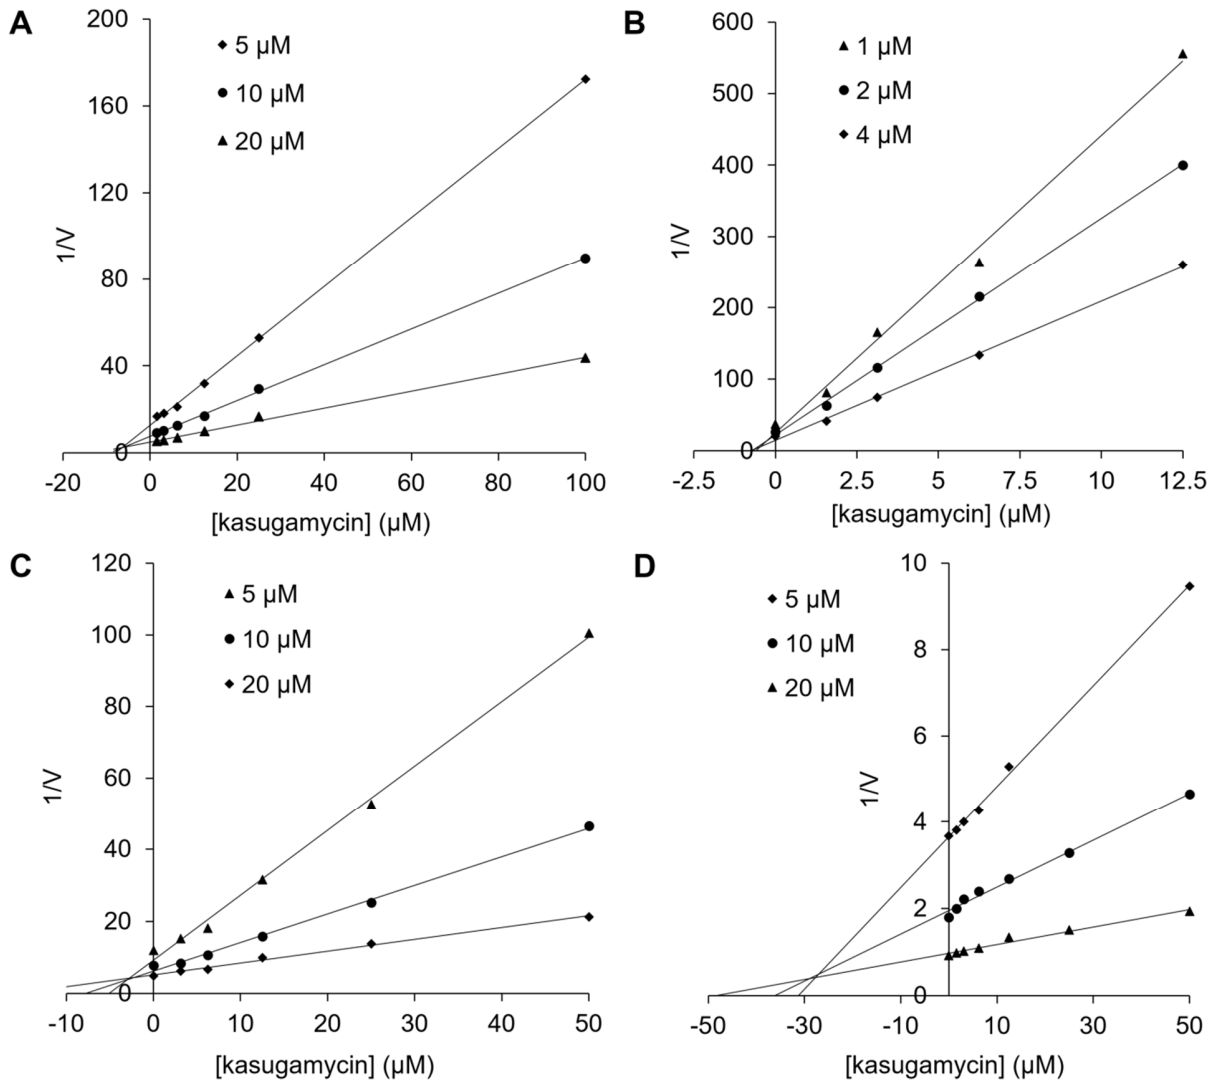 A
200
160
120
80
40
0
-20 0 20 40 60 80 100
1/V
[kasugamycin] (µM)
5 µM
10 µM
20 µM
B
600
500
400
300
200
100
0
-2.5 0 2.5 5 7.5 10 12.5
1/V
[kasugamycin] (µM)
1 µM
2 µM
4 µM
C
120
100
80
60
40
20
0
-10 0 10 20 30 40 50
1/V
[kasugamycin] (µM)
5 µM
10 µM
20 µM
D
10
8
6
4
2
0
-50 -30 -10 10 30 50
1/V
[kasugamycin] (µM)
5 µM
10 µM
20 µM